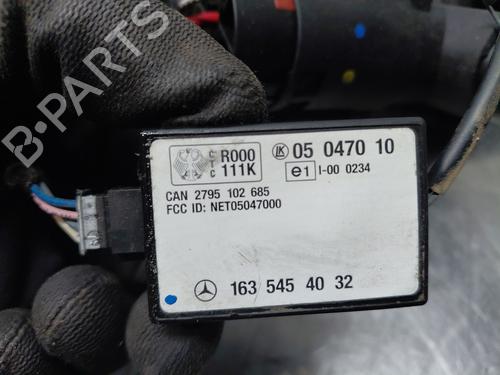 C T C R000 111K
LK 05 0470 10
e1 I-00 0234
CAN 2795 102 685
FCC ID: NET05047000
163 545 40 32
B-PARTS